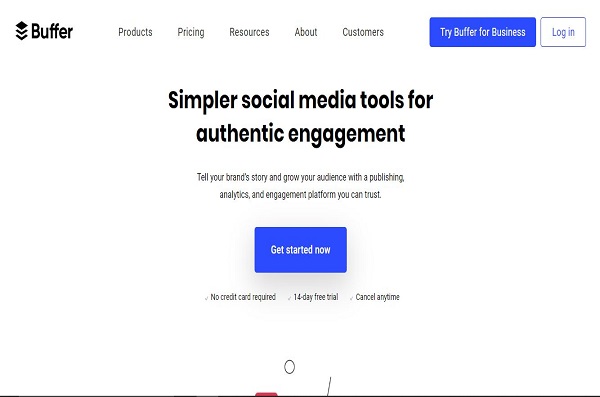 Buffer
Products Pricing Resources About Customers Try Buffer for Business Log in
Simpler social media tools for
authentic engagement
Tell your brand's story and grow your audience with a publishing,
analytics, and engagement platform you can trust.
Get started now
✓ No credit card required ✓ 14-day free trial ✓ Cancel anytime